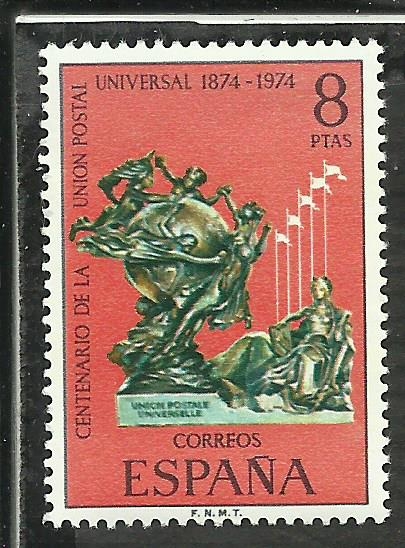 CENTENARIO DE LA UNION POSTAL UNIVERSAL 1874-1974
8
PTAS
UNION POSTALE
UNIVERSELLE
CORREOS
ESPAÑA
F.N.M.T.